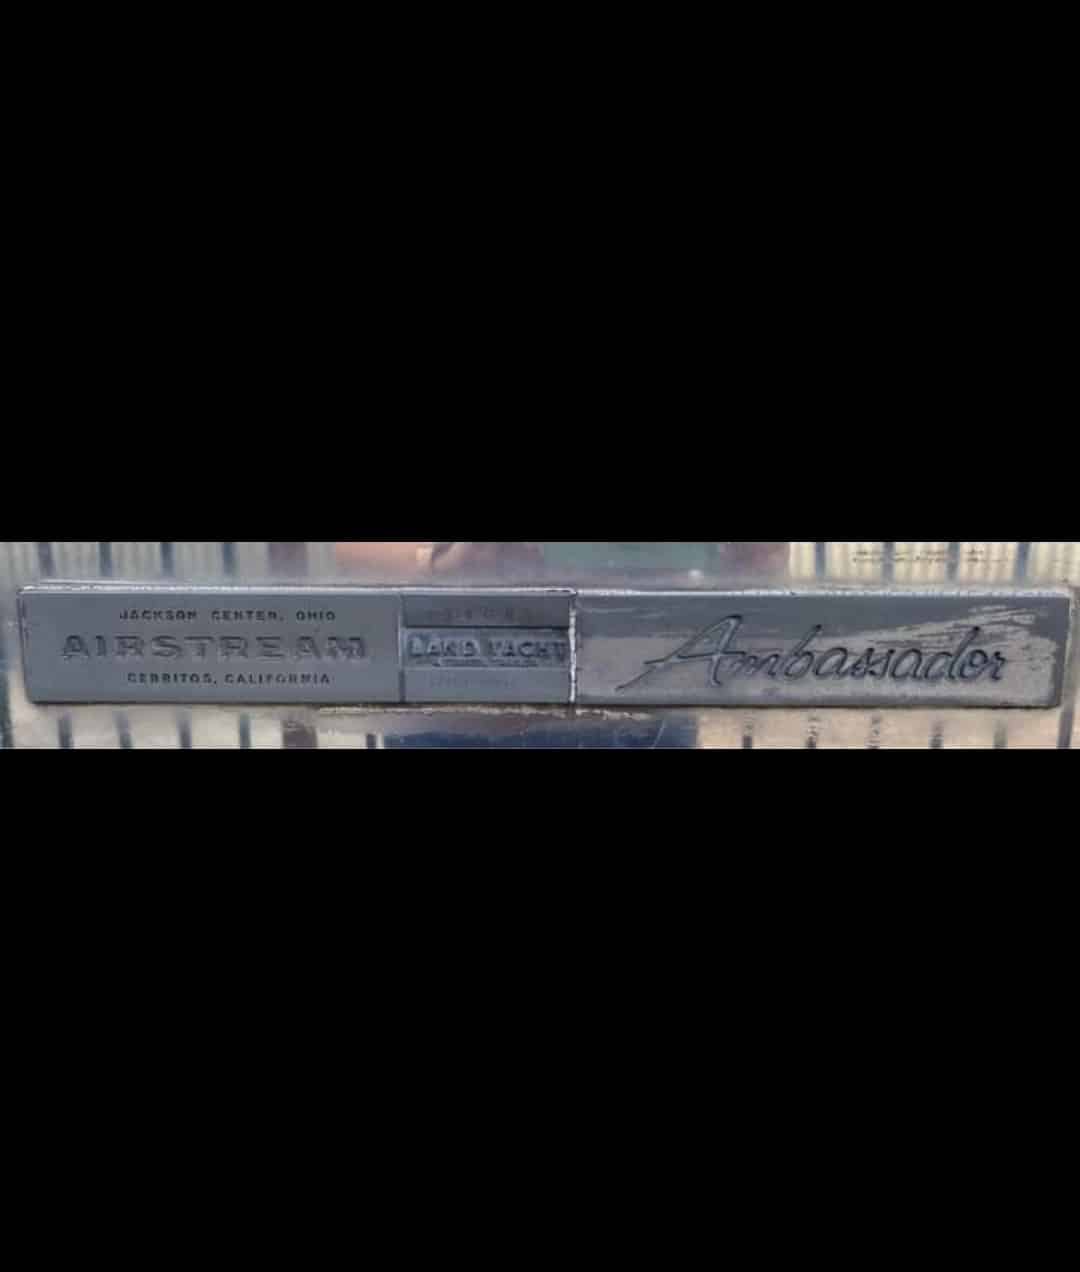 JACKSON CENTER, OHIO
AIRSTREAM
CERRITOS, CALIFORNIA
LAND YACHT
Ambassador